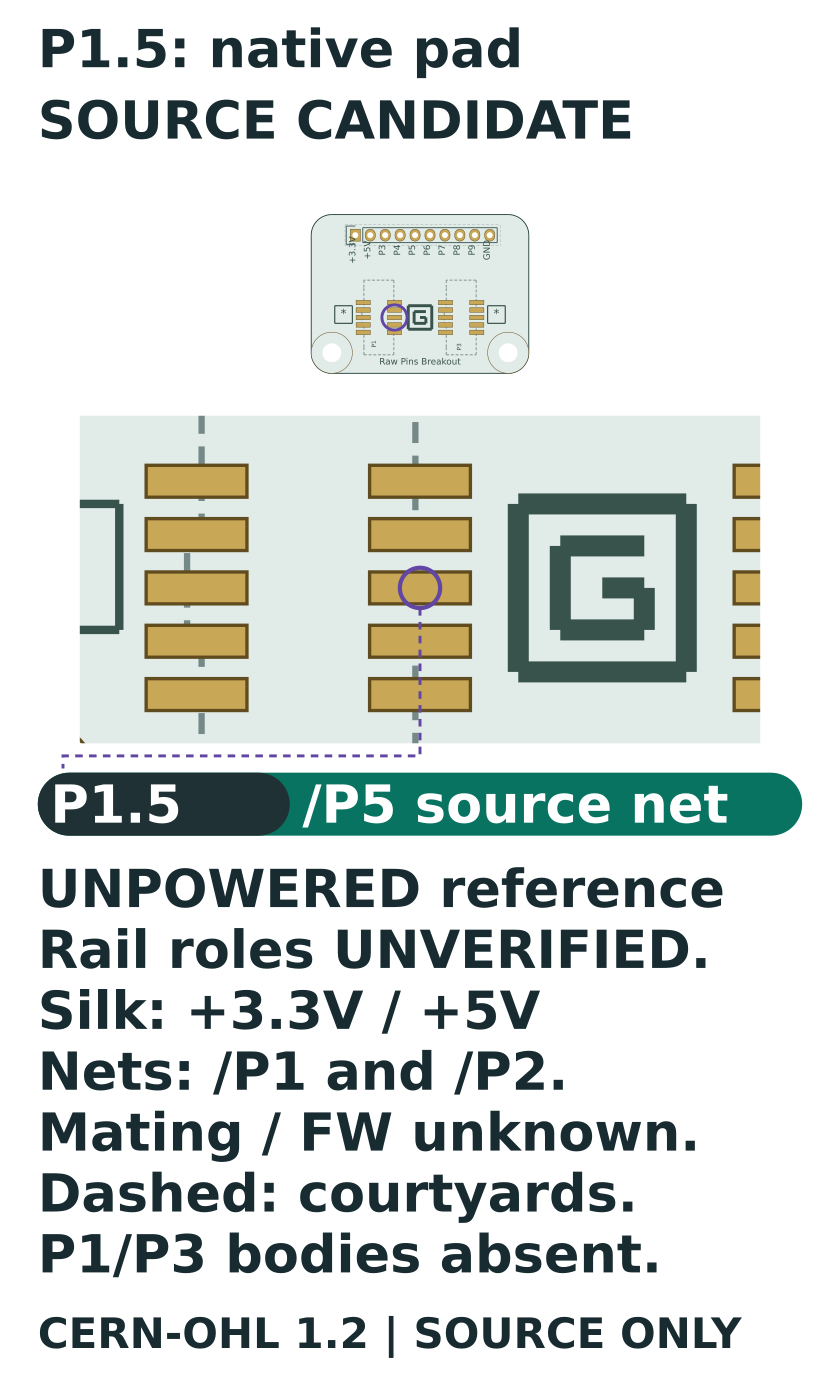 P1.5: native pad
SOURCE CANDIDATE
+3.3V +5V P3 P4 P5 P6 P7 P8 P9 GND
* G *
P1 P3
Raw Pins Breakout
G
P1.5 /P5 source net
UNPOWERED reference
Rail roles UNVERIFIED.
Silk: +3.3V / +5V
Nets: /P1 and /P2.
Mating / FW unknown.
Dashed: courtyards.
P1/P3 bodies absent.
CERN-OHL 1.2 | SOURCE ONLY